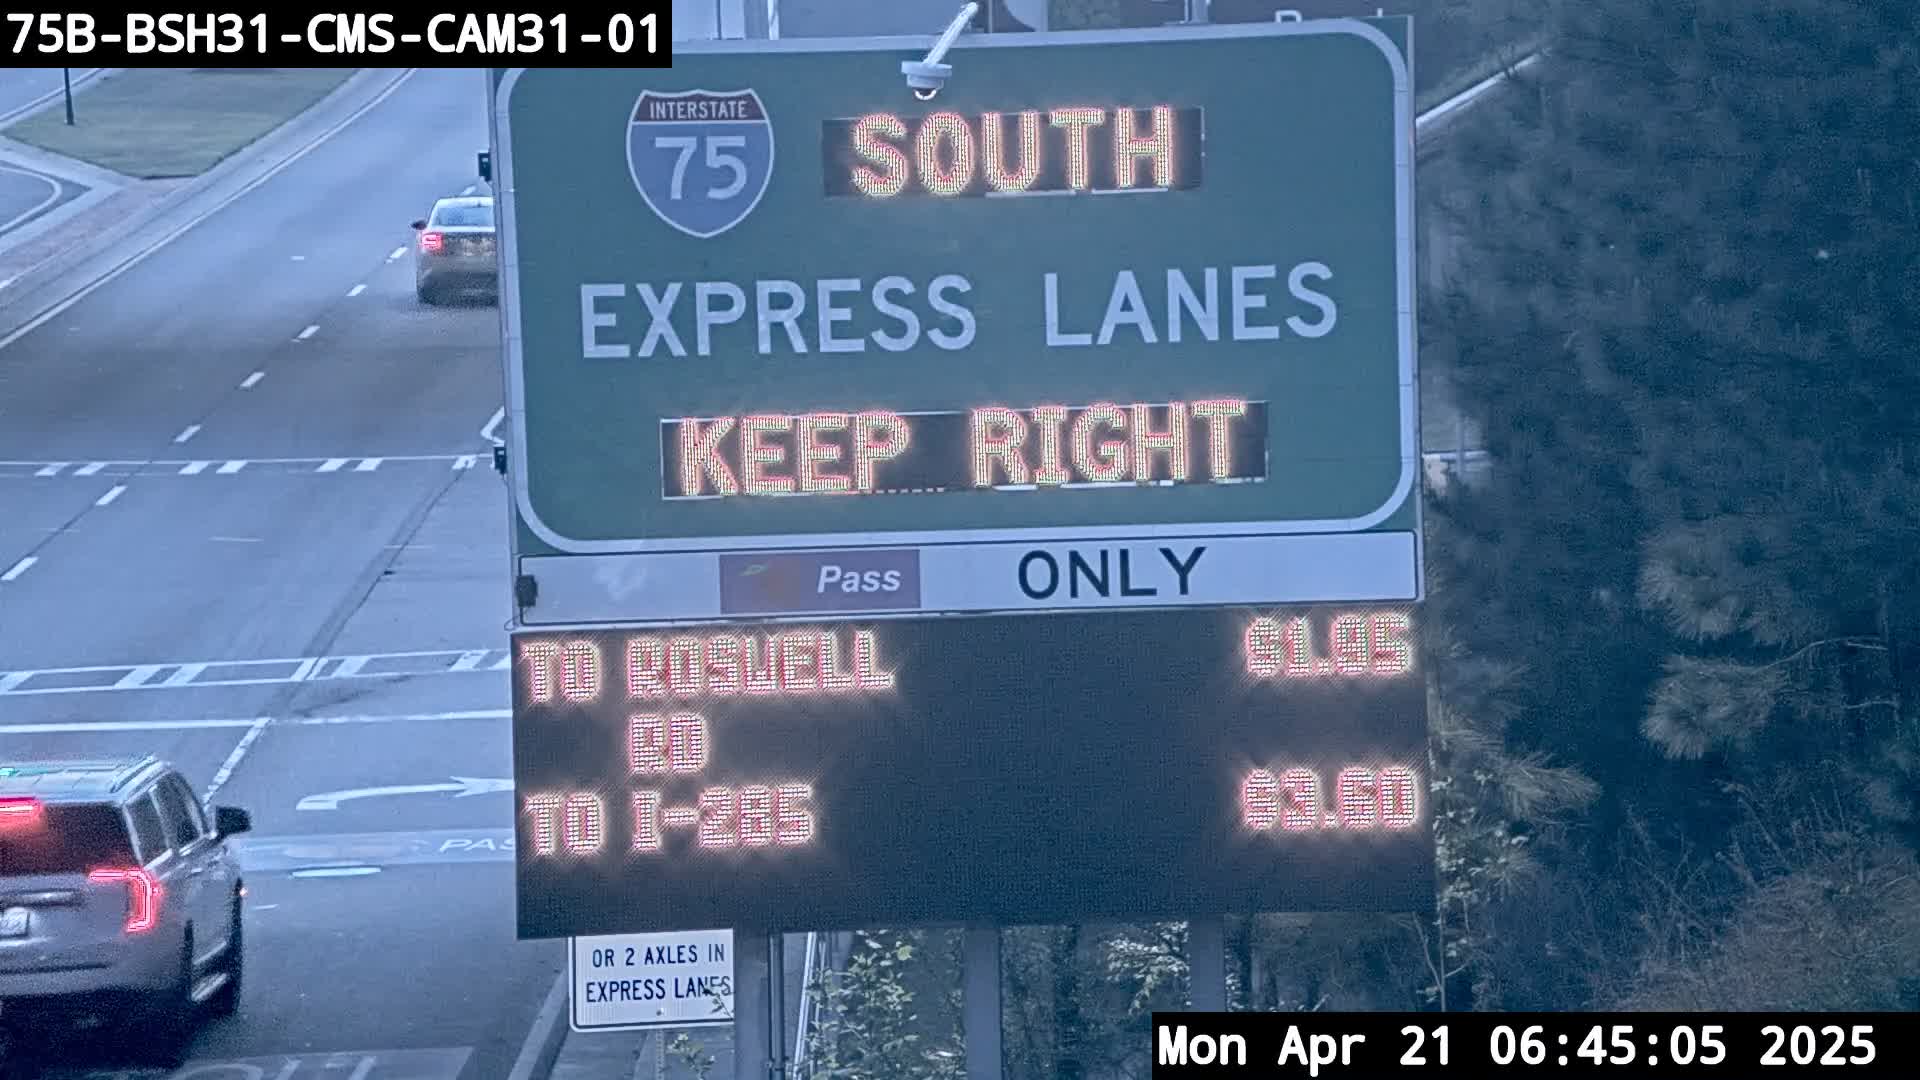 75B-BSH31-CMS-CAM31-01
INTERSTATE
75
SOUTH
EXPRESS LANES
KEEP RIGHT
Pass ONLY
TO ROSWELL $1.95
RD
TO I-285 $3.60
OR 2 AXLES IN
EXPRESS LANES
Mon Apr 21 06:45:05 2025